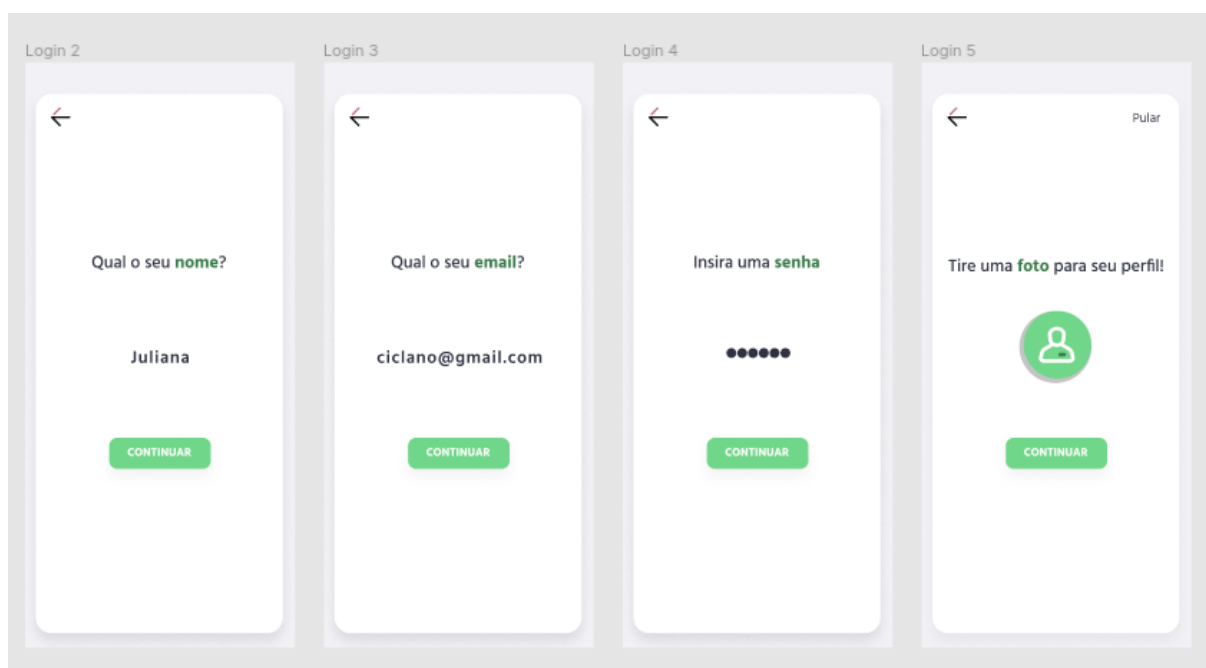 Login 2
Qual o seu nome?
Juliana
CONTINUAR
Login 3
Qual o seu email?
ciclano@gmail.com
CONTINUAR
Login 4
Insira uma senha
●●●●●●
CONTINUAR
Login 5
Pular
Tire uma foto para seu perfil!
CONTINUAR